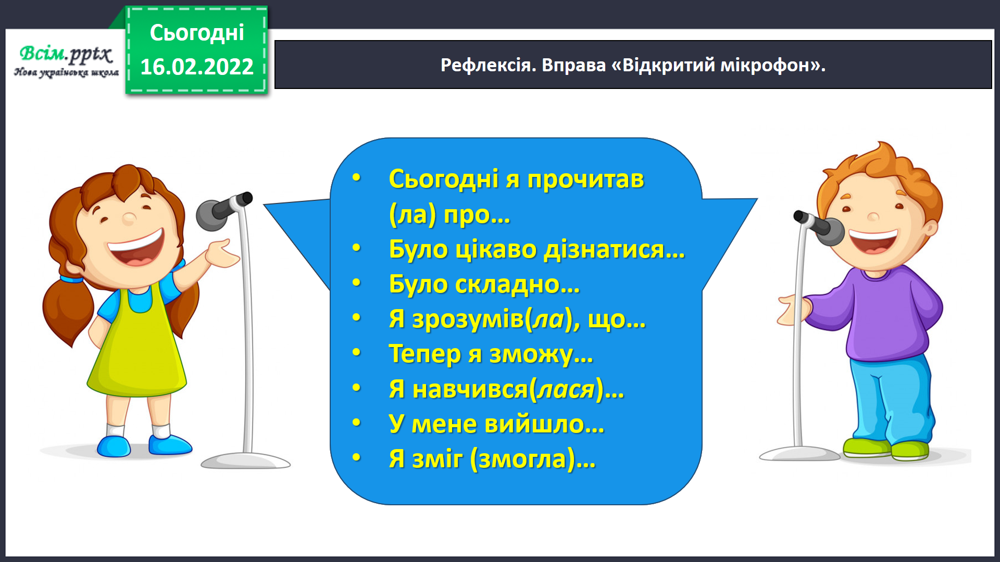 Сьогодні
16.02.2022
Всім.pptx
Нова українська школа
Рефлексія. Вправа «Відкритий мікрофон».
• Сьогодні я прочитав
(ла) про...
• Було цікаво дізнатися...
• Було складно...
• Я зрозумів(ла), що...
• Тепер я зможу...
• Я навчився(лася)...
• У мене вийшло...
• Я зміг (змогла)...